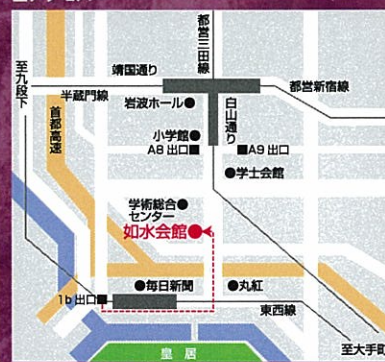 都営三田線
靖国通り
至九段下
半蔵門線
都営新宿線
岩波ホール
白山通り
首都高速
小学館
A8 出口
A9 出口
学士会館
学術総合
センター
如水会館
毎日新聞
丸紅
1b 出口
東西線
至大手町
皇居